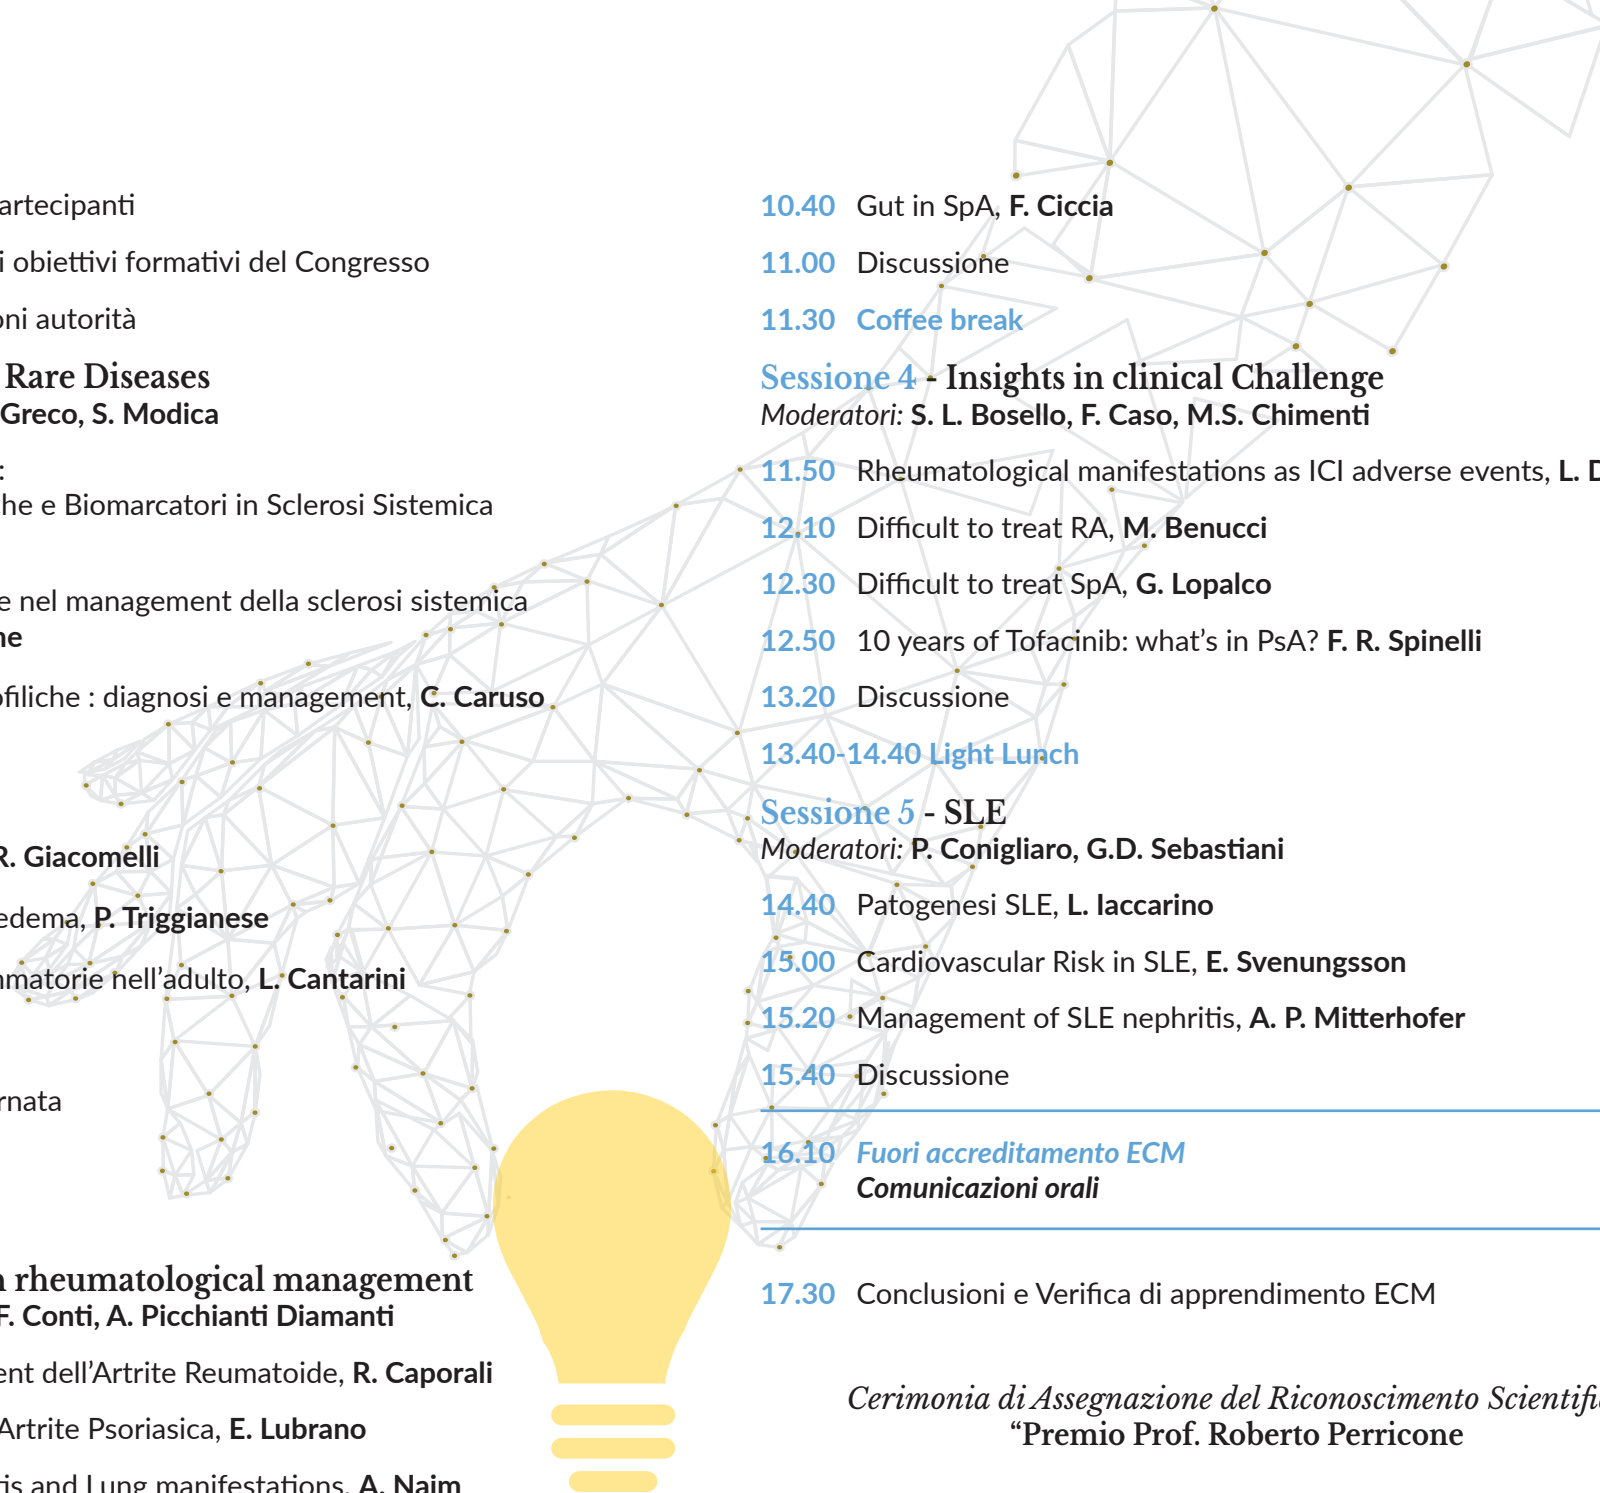 artecipanti
i obiettivi formativi del Congresso
oni autorità
Rare Diseases
Greco, S. Modica
:
che e Biomarcatori in Sclerosi Sistemica
e nel management della sclerosi sistemica
ne
ofiliche : diagnosi e management, C. Caruso
R. Giacomelli
edema, P. Triggianese
mmatorie nell’adulto, L. Cantarini
rnata
n rheumatological management
F. Conti, A. Picchianti Diamanti
ent dell’Artrite Reumatoide, R. Caporali
Artrite Psoriasica, E. Lubrano
tis and Lung manifestations, A. Naim
10.40 Gut in SpA, F. Ciccia
11.00 Discussione
11.30 Coffee break
Sessione 4 - Insights in clinical Challenge
Moderatori: S. L. Bosello, F. Caso, M.S. Chimenti
11.50 Rheumatological manifestations as ICI adverse events, L. D
12.10 Difficult to treat RA, M. Benucci
12.30 Difficult to treat SpA, G. Lopalco
12.50 10 years of Tofacinib: what’s in PsA? F. R. Spinelli
13.20 Discussione
13.40-14.40 Light Lunch
Sessione 5 - SLE
Moderatori: P. Conigliaro, G.D. Sebastiani
14.40 Patogenesi SLE, L. Iaccarino
15.00 Cardiovascular Risk in SLE, E. Svenungsson
15.20 Management of SLE nephritis, A. P. Mitterhofer
15.40 Discussione
16.10 Fuori accreditamento ECM
Comunicazioni orali
17.30 Conclusioni e Verifica di apprendimento ECM
Cerimonia di Assegnazione del Riconoscimento Scientifi
“Premio Prof. Roberto Perricone